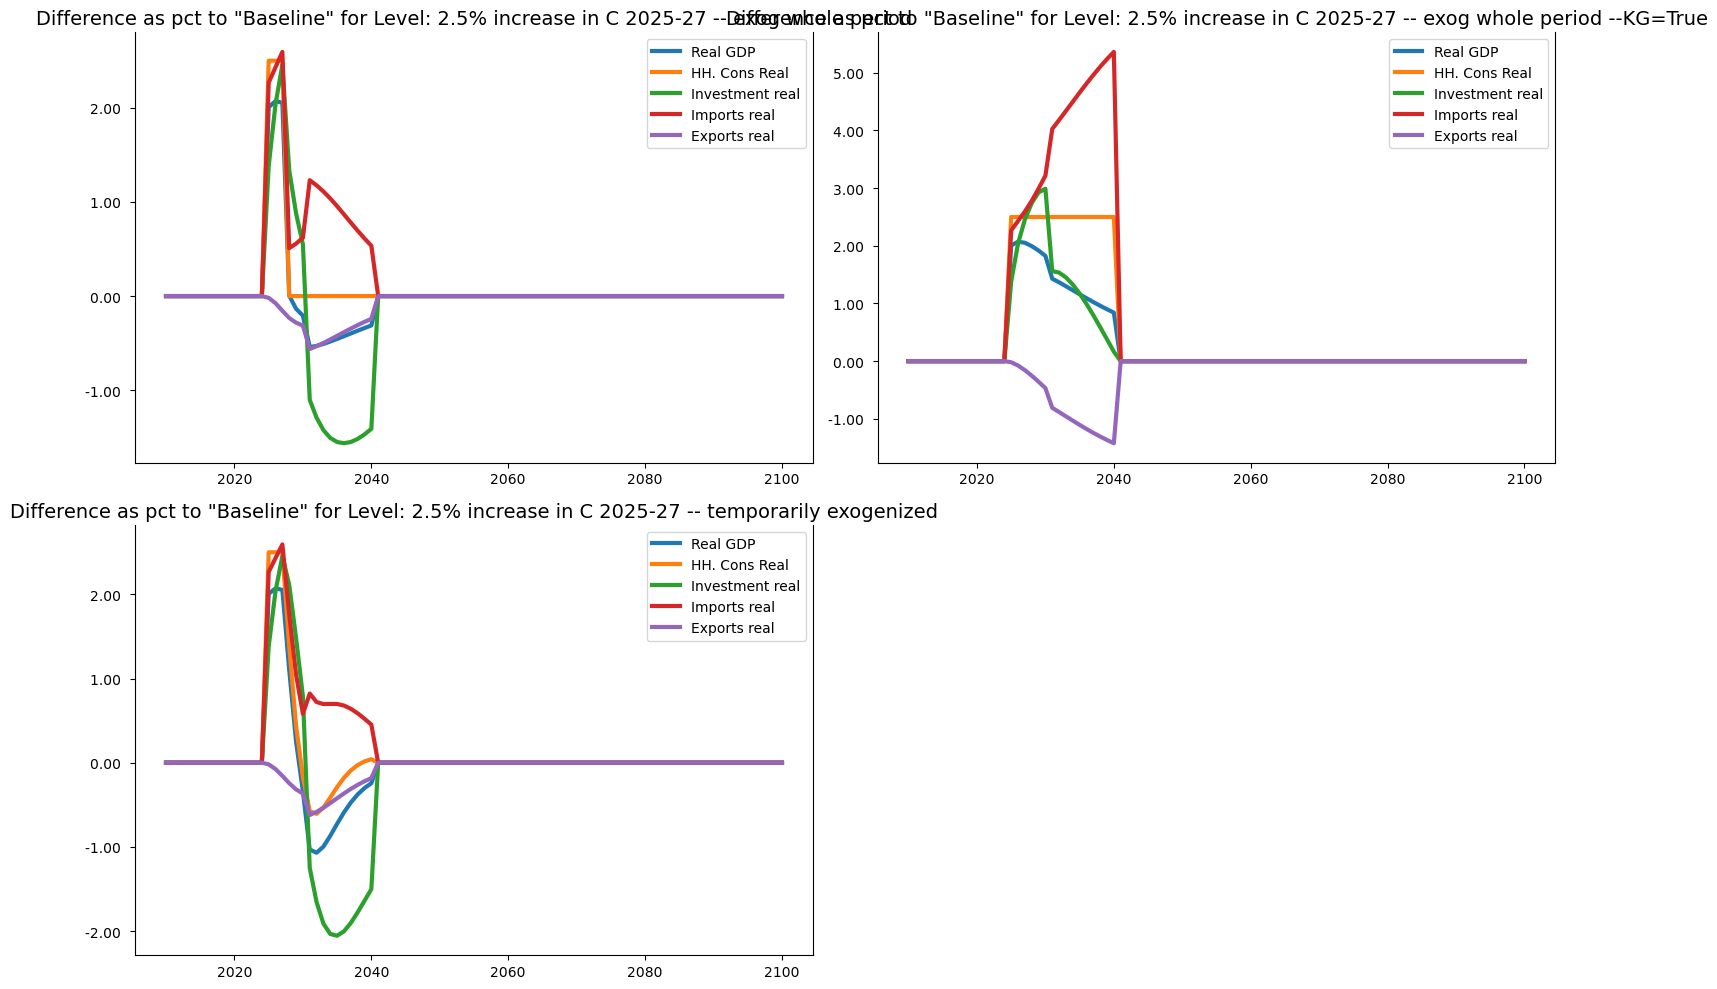 Difference as pct to "Baseline" for Level: 2.5% increase in C 2025-27 -- exog whole period
Difference as pct to "Baseline" for Level: 2.5% increase in C 2025-27 -- exog whole period --KG=True
Real GDP
HH. Cons Real
Investment real
Imports real
Exports real
2.00
1.00
0.00
-1.00
2020
2040
2060
2080
2100
Real GDP
HH. Cons Real
Investment real
Imports real
Exports real
5.00
4.00
3.00
2.00
1.00
0.00
-1.00
2020
2040
2060
2080
2100
Difference as pct to "Baseline" for Level: 2.5% increase in C 2025-27 -- temporarily exogenized
Real GDP
HH. Cons Real
Investment real
Imports real
Exports real
2.00
1.00
0.00
-1.00
-2.00
2020
2040
2060
2080
2100